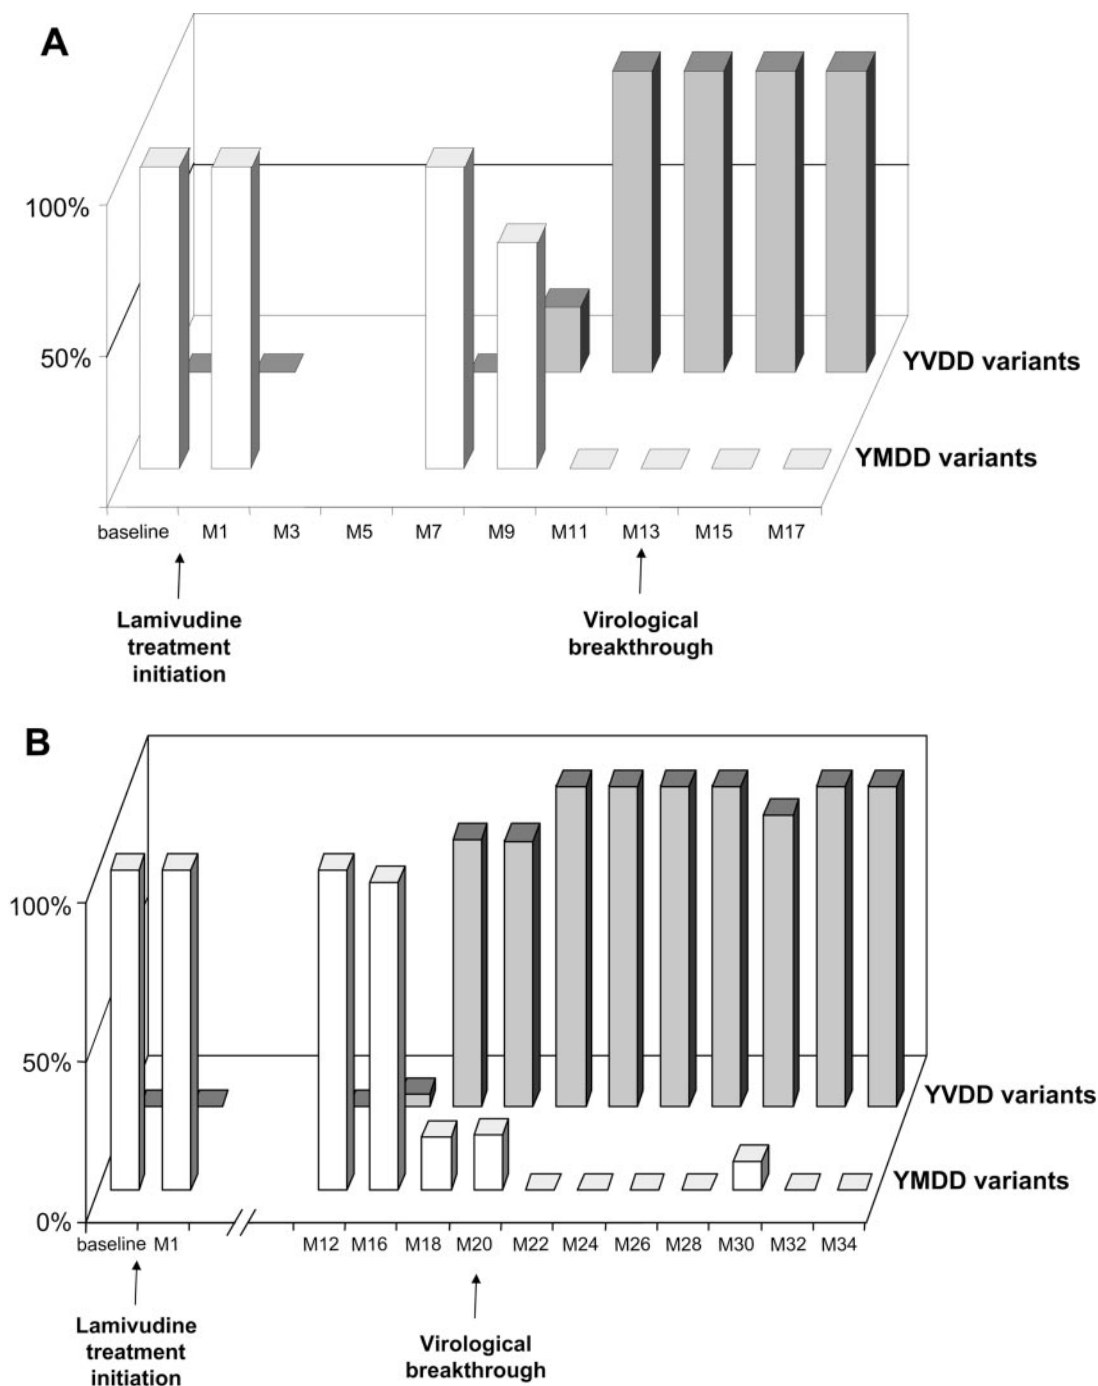 A
100%
50%
YVDD variants
YMDD variants
baseline M1 M3 M5 M7 M9 M11 M13 M15 M17
Lamivudine
treatment
initiation
Virological
breakthrough
B
100%
50%
0%
YVDD variants
YMDD variants
baseline M1 M12 M16 M18 M20 M22 M24 M26 M28 M30 M32 M34
Lamivudine
treatment
initiation
Virological
breakthrough